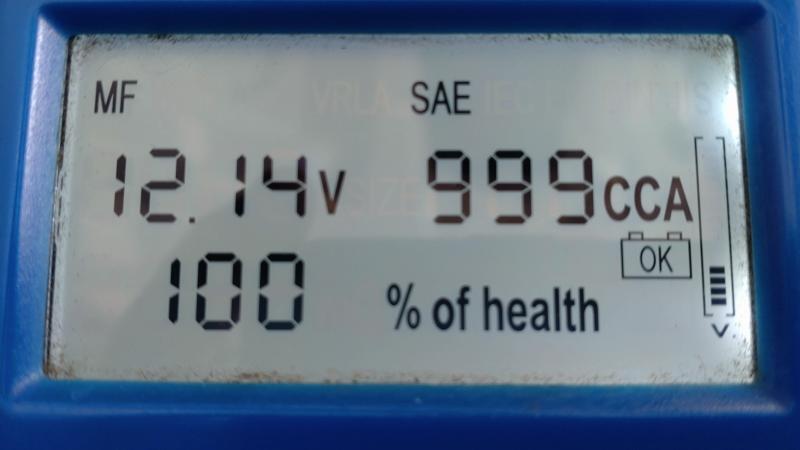 MF SAE
12.14 V 999 CCA
OK
100 % of health
V